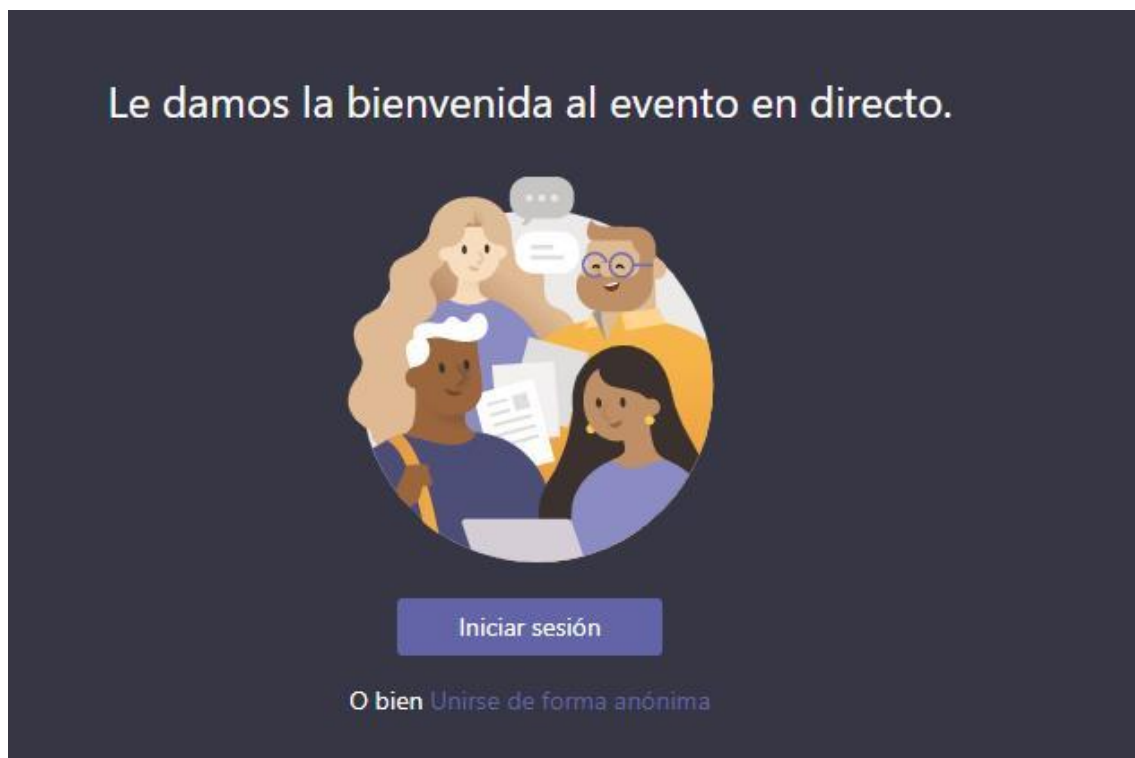 Le damos la bienvenida al evento en directo.
Iniciar sesión
O bien Unirse de forma anónima